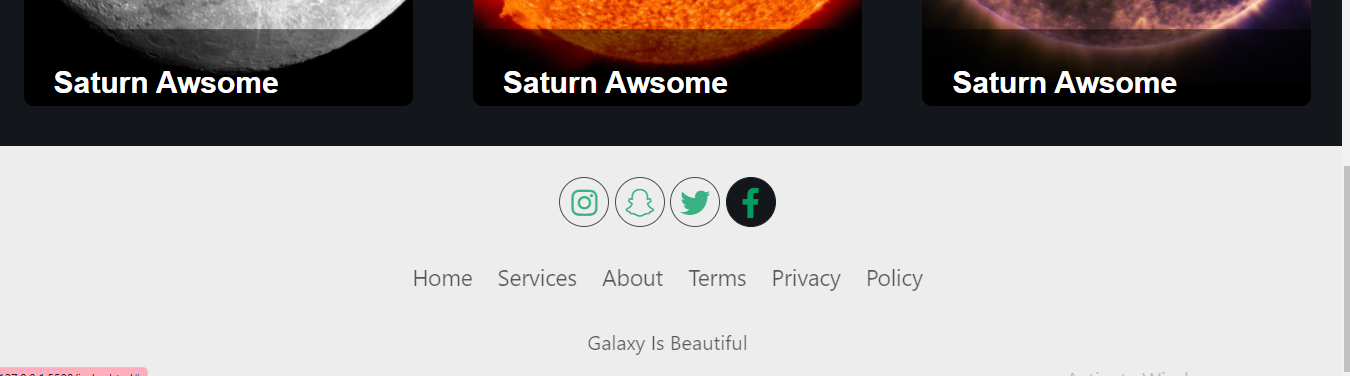 Saturn Awsome
Saturn Awsome
Saturn Awsome
Home Services About Terms Privacy Policy
Galaxy Is Beautiful